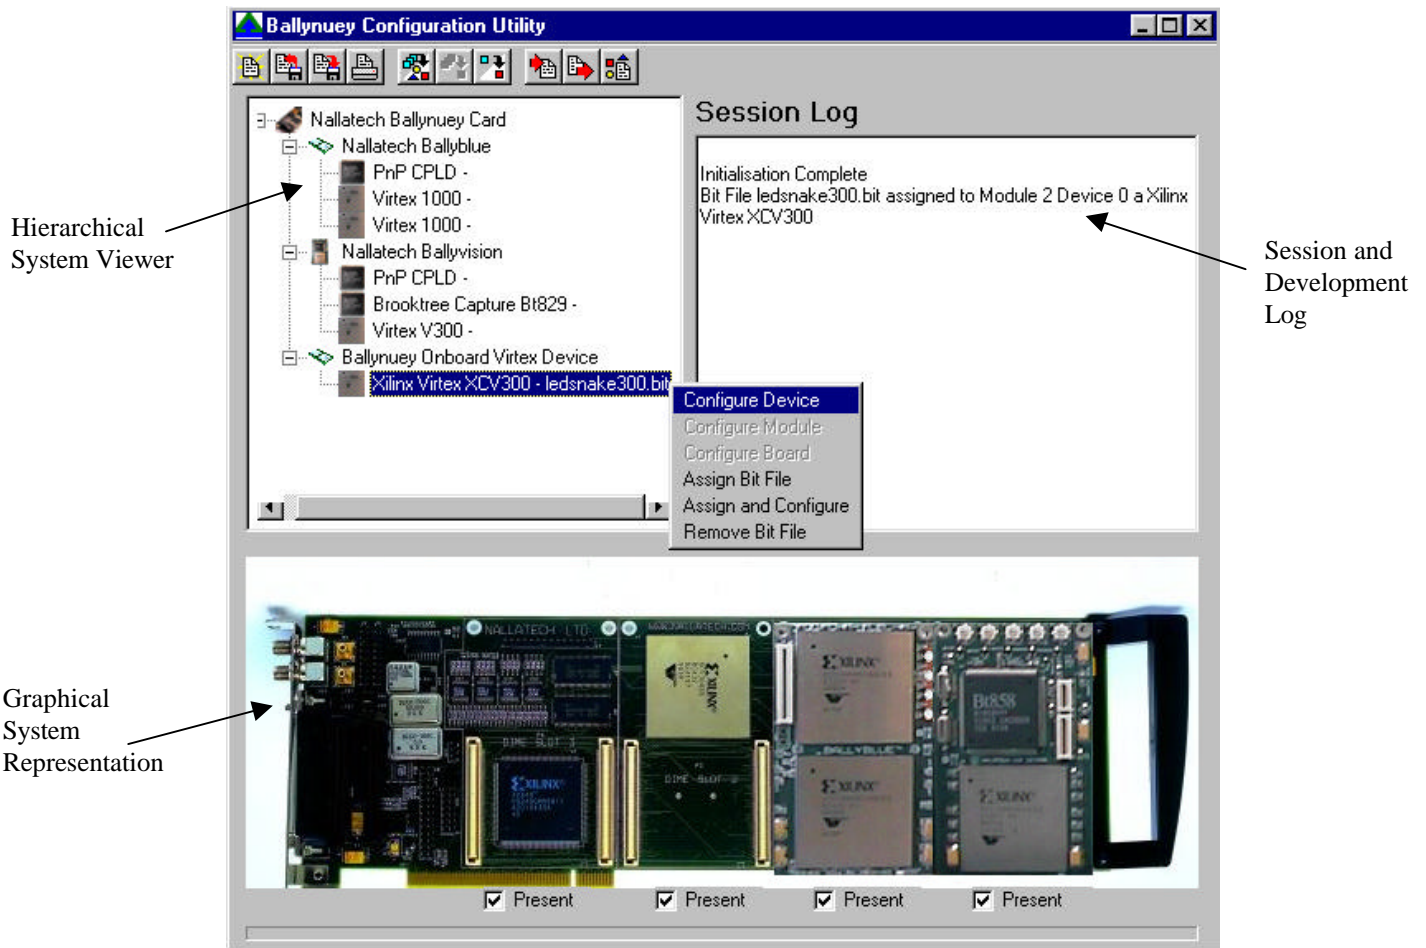 Ballynuey Configuration Utility
Nallatech Ballynuey Card
Nallatech Ballyblue
PnP CPLD -
Virtex 1000 -
Virtex 1000 -
Nallatech Ballyvision
PnP CPLD -
Brooktree Capture Bt829 -
Virtex V300 -
Ballynuey Onboard Virtex Device
Xilinx Virtex XCV300 - ledsnake300.bit
Session Log
Initialisation Complete
Bit File ledsnake300.bit assigned to Module 2 Device 0 a Xilinx
Virtex XCV300
Configure Device
Configure Module
Configure Board
Assign Bit File
Assign and Configure
Remove Bit File
Hierarchical
System Viewer
Session and
Development
Log
Graphical
System
Representation
NALLATECH LTD
WWW.NALLATECH.COM
XILINX
XILINX
Bt858
DIME SLOT
BALLYBLUE
XILINX
DIME SLOT
XILINX
XILINX
Present
Present
Present
Present